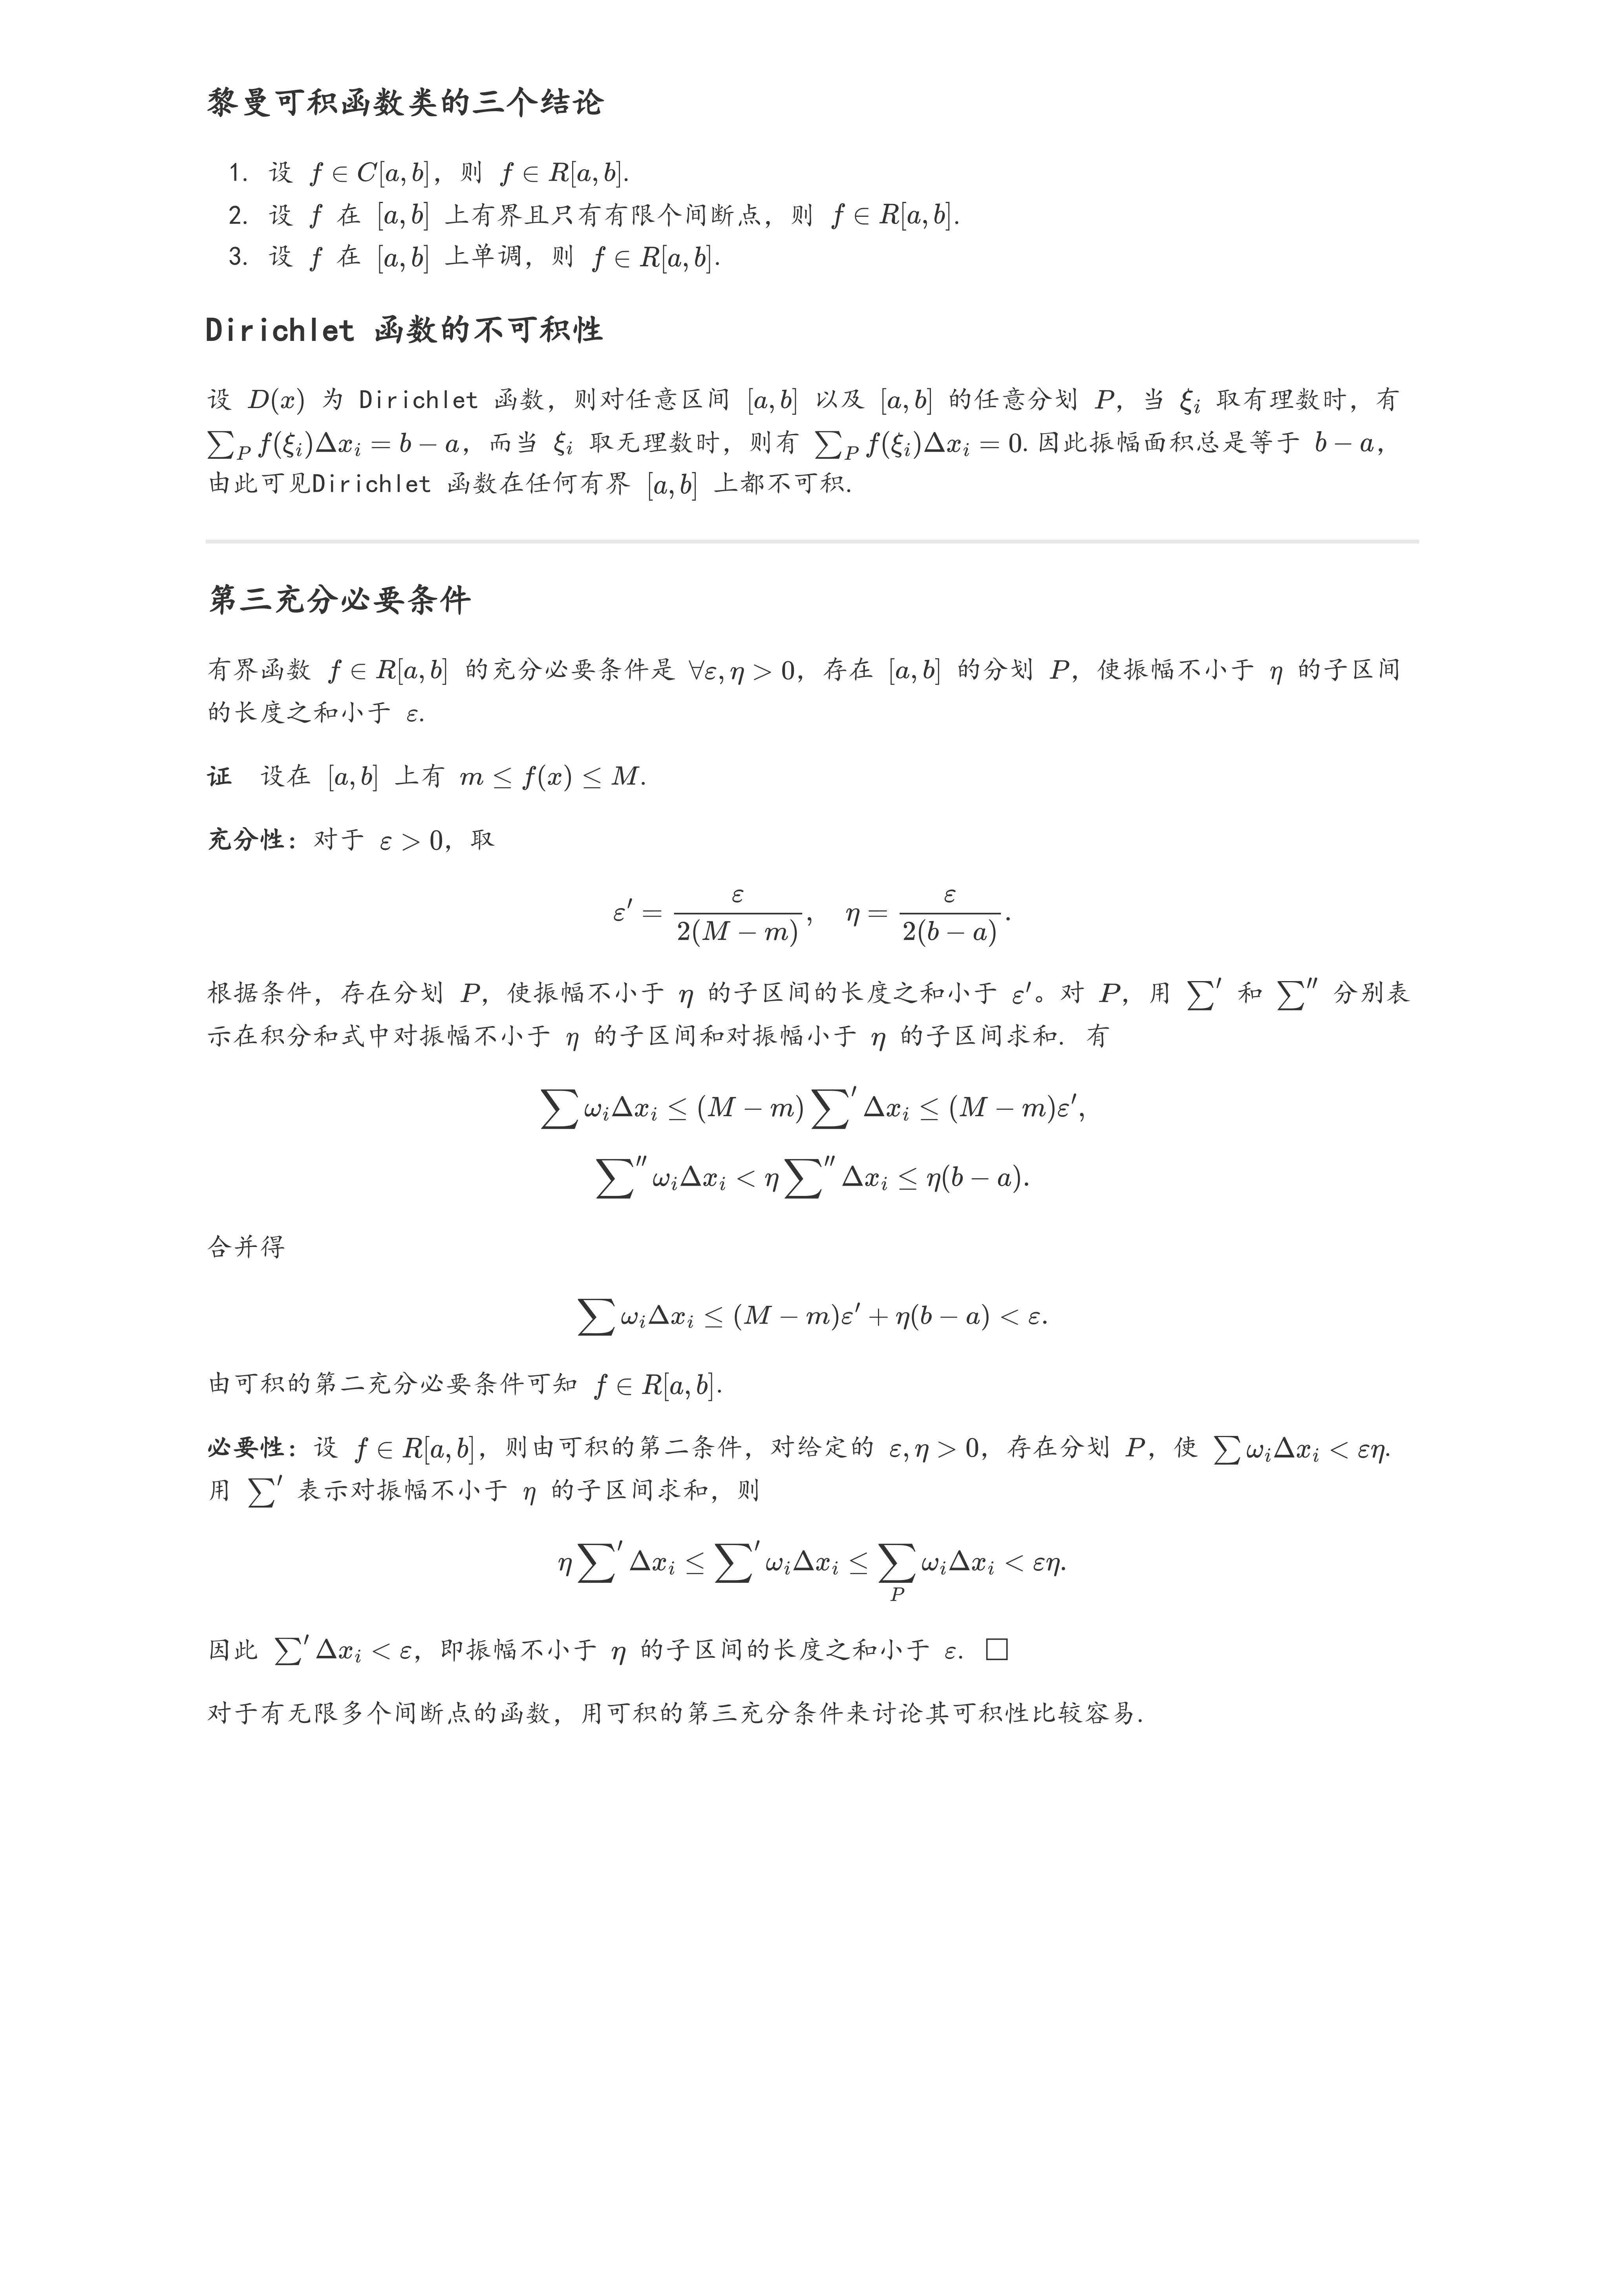 黎曼可积函数类的三个结论
1. 设 $f \in C[a, b]$，则 $f \in R[a, b]$.
2. 设 $f$ 在 $[a, b]$ 上有界且只有有限个间断点，则 $f \in R[a, b]$.
3. 设 $f$ 在 $[a, b]$ 上单调，则 $f \in R[a, b]$.
Dirichlet 函数的不可积性
设 $D(x)$ 为 Dirichlet 函数，则对任意区间 $[a, b]$ 以及 $[a, b]$ 的任意分划 $P$，当 $\xi_i$ 取有理数时，有
$\sum_P f(\xi_i)\Delta x_i = b - a$，而当 $\xi_i$ 取无理数时，则有 $\sum_P f(\xi_i)\Delta x_i = 0$. 因此振幅面积总是等于 $b - a$，
由此可见Dirichlet 函数在任何有界 $[a, b]$ 上都不可积.
第三充分必要条件
有界函数 $f \in R[a, b]$ 的充分必要条件是 $\forall \varepsilon, \eta > 0$，存在 $[a, b]$ 的分划 $P$，使振幅不小于 $\eta$ 的子区间
的长度之和小于 $\varepsilon$.
证 设在 $[a, b]$ 上有 $m \leq f(x) \leq M$.
充分性：对于 $\varepsilon > 0$，取
$\varepsilon' = \frac{\varepsilon}{2(M - m)}, \quad \eta = \frac{\varepsilon}{2(b - a)}.$
根据条件，存在分划 $P$，使振幅不小于 $\eta$ 的子区间的长度之和小于 $\varepsilon'$。对 $P$，用 $\sum'$ 和 $\sum''$ 分别表
示在积分和式中对振幅不小于 $\eta$ 的子区间和对振幅小于 $\eta$ 的子区间求和. 有
$\sum \omega_i \Delta x_i \leq (M - m) \sum' \Delta x_i \leq (M - m)\varepsilon',$
$\sum'' \omega_i \Delta x_i < \eta \sum'' \Delta x_i \leq \eta(b - a).$
合并得
$\sum \omega_i \Delta x_i \leq (M - m)\varepsilon' + \eta(b - a) < \varepsilon.$
由可积的第二充分必要条件可知 $f \in R[a, b]$.
必要性：设 $f \in R[a, b]$，则由可积的第二条件，对给定的 $\varepsilon, \eta > 0$，存在分划 $P$，使 $\sum \omega_i \Delta x_i < \varepsilon\eta$.
用 $\sum'$ 表示对振幅不小于 $\eta$ 的子区间求和，则
$\eta \sum' \Delta x_i \leq \sum' \omega_i \Delta x_i \leq \sum_P \omega_i \Delta x_i < \varepsilon\eta.$
因此 $\sum' \Delta x_i < \varepsilon$，即振幅不小于 $\eta$ 的子区间的长度之和小于 $\varepsilon$. □
对于有无限多个间断点的函数，用可积的第三充分条件来讨论其可积性比较容易.